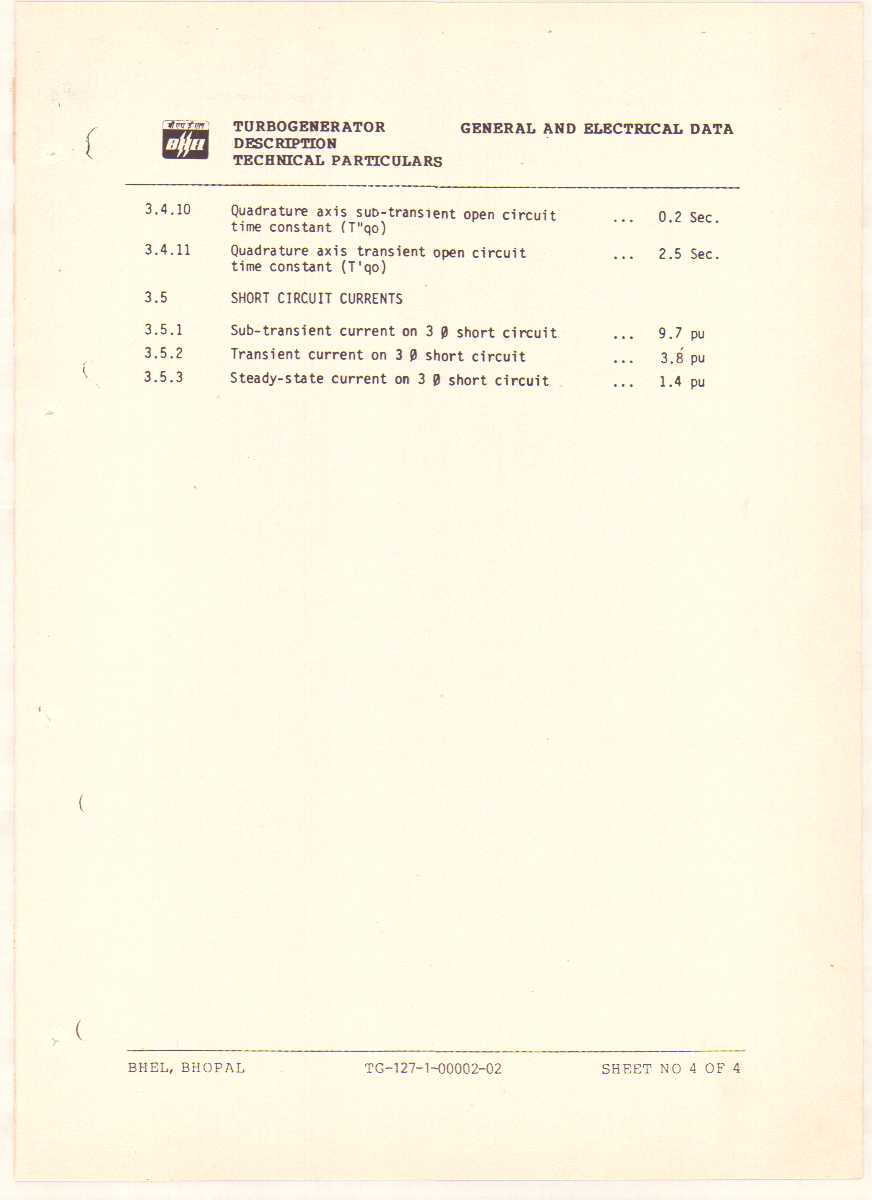 बी एच ई एल
BHEL
TURBOGENERATOR GENERAL AND ELECTRICAL DATA
DESCRIPTION
TECHNICAL PARTICULARS
3.4.10 Quadrature axis sub-transient open circuit ... 0.2 Sec.
time constant (T"qo)
3.4.11 Quadrature axis transient open circuit ... 2.5 Sec.
time constant (T'qo)
3.5 SHORT CIRCUIT CURRENTS
3.5.1 Sub-transient current on 3 Ø short circuit ... 9.7 pu
3.5.2 Transient current on 3 Ø short circuit ... 3.8 pu
3.5.3 Steady-state current on 3 Ø short circuit ... 1.4 pu
BHEL, BHOPAL TG-127-1-00002-02 SHEET NO 4 OF 4